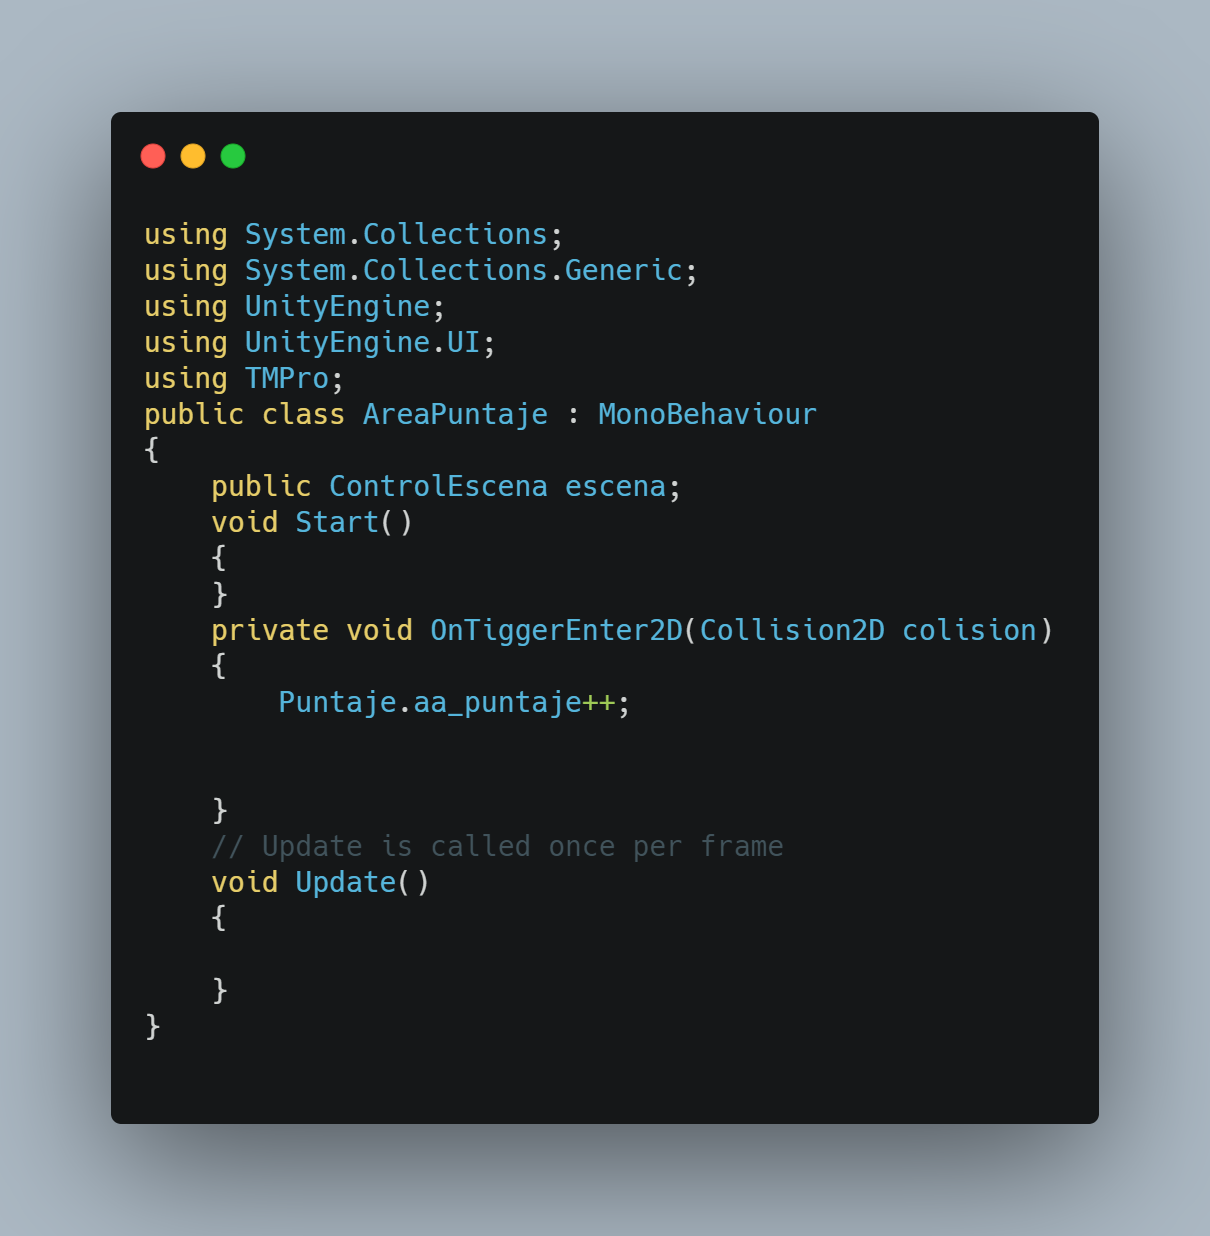 using System.Collections;
using System.Collections.Generic;
using UnityEngine;
using UnityEngine.UI;
using TMPro;
public class AreaPuntaje : MonoBehaviour
{
    public ControlEscena escena;
    void Start()
    {
    }
    private void OnTiggerEnter2D(Collision2D colision)
    {
        Puntaje.aa_puntaje++;


    }
    // Update is called once per frame
    void Update()
    {

    }
}